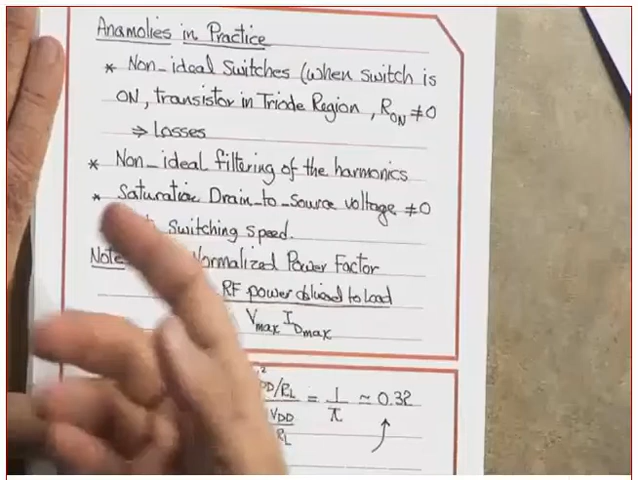 Anamolies in Practice
* Non-ideal Switches (when switch is
ON, transistor in Triode Region, R_ON ≠0
⇒ Losses
* Non-ideal filtering of the harmonics
* Saturation Drain-to-Source voltage ≠0
switching speed.
Note Normalized Power Factor
RF power to Load
V_max I_Dmax
DD/R_L = 1/π ≃ 0.32
V_DD
R_L